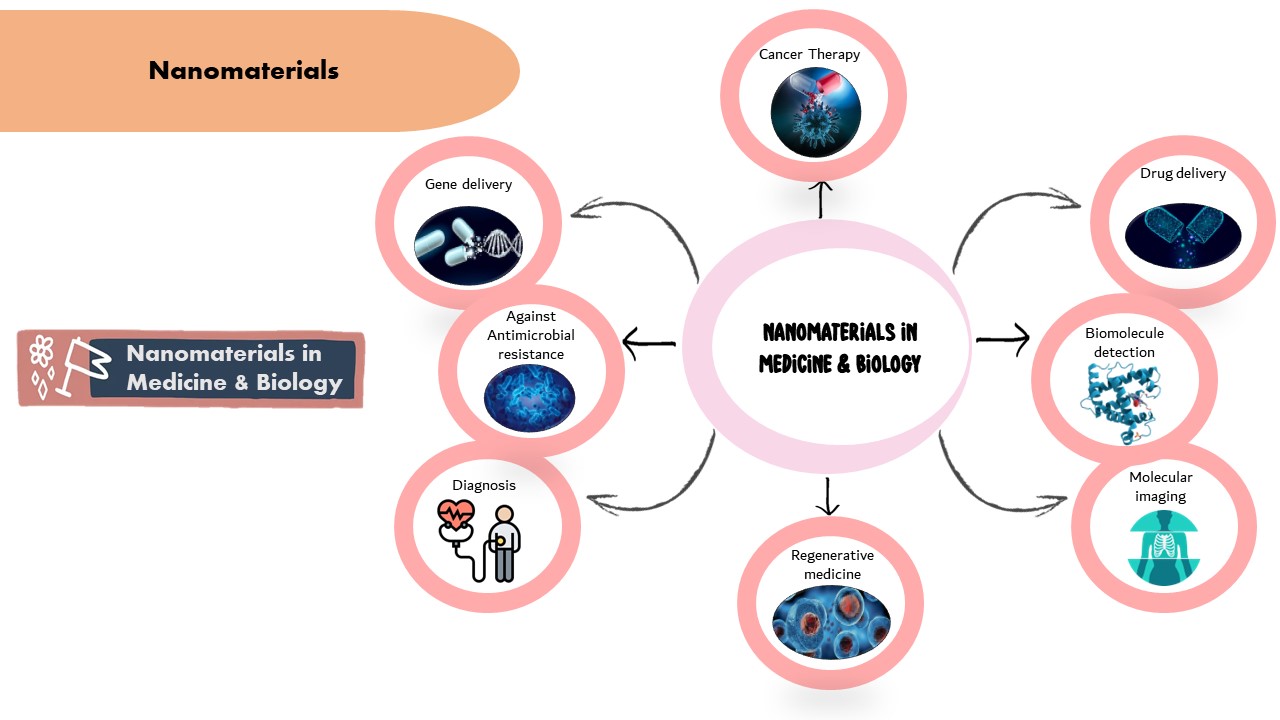 Nanomaterials
Nanomaterials in
Medicine & Biology
Cancer Therapy
Gene delivery
Drug delivery
Against
Antimicrobial
resistance
NANOMATERiALS iN
MEDiCiNE & BiOLOGY
Biomolecule
detection
Diagnosis
Molecular
imaging
Regenerative
medicine